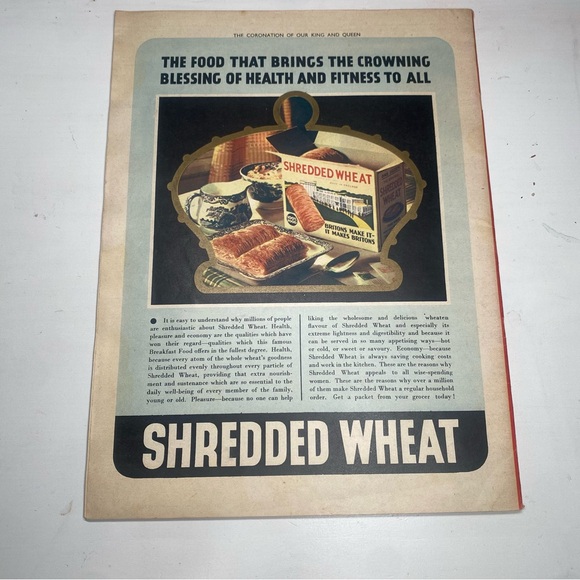 THE CORONATION OF OUR KING AND QUEEN
THE FOOD THAT BRINGS THE CROWNING
BLESSING OF HEALTH AND FITNESS TO ALL
SHREDDED WHEAT
BRITONS MAKE IT-
IT MAKES BRITONS
● It is easy to understand why millions of people
are enthusiastic about Shredded Wheat. Health,
pleasure and economy are the qualities which have
won their regard—qualities which this famous
Breakfast Food offers in the fullest degree. Health,
because every atom of the whole wheat's goodness
is distributed evenly throughout every particle of
Shredded Wheat, providing that extra nourish-
ment and sustenance which are so essential to the
daily well-being of every member of the family,
young or old. Pleasure—because no one can help
liking the wholesome and delicious wheaten
flavour of Shredded Wheat and especially its
extreme lightness and digestibility and because it
can be served in so many appetising ways—hot
or cold, or sweet or savoury. Economy—because
Shredded Wheat is always saving cooking costs
and work in the kitchen. These are the reasons why
Shredded Wheat appeals to all wise-spending
women. These are the reasons why over a million
of them make Shredded Wheat a regular household
order. Get a packet from your grocer today!
SHREDDED WHEAT